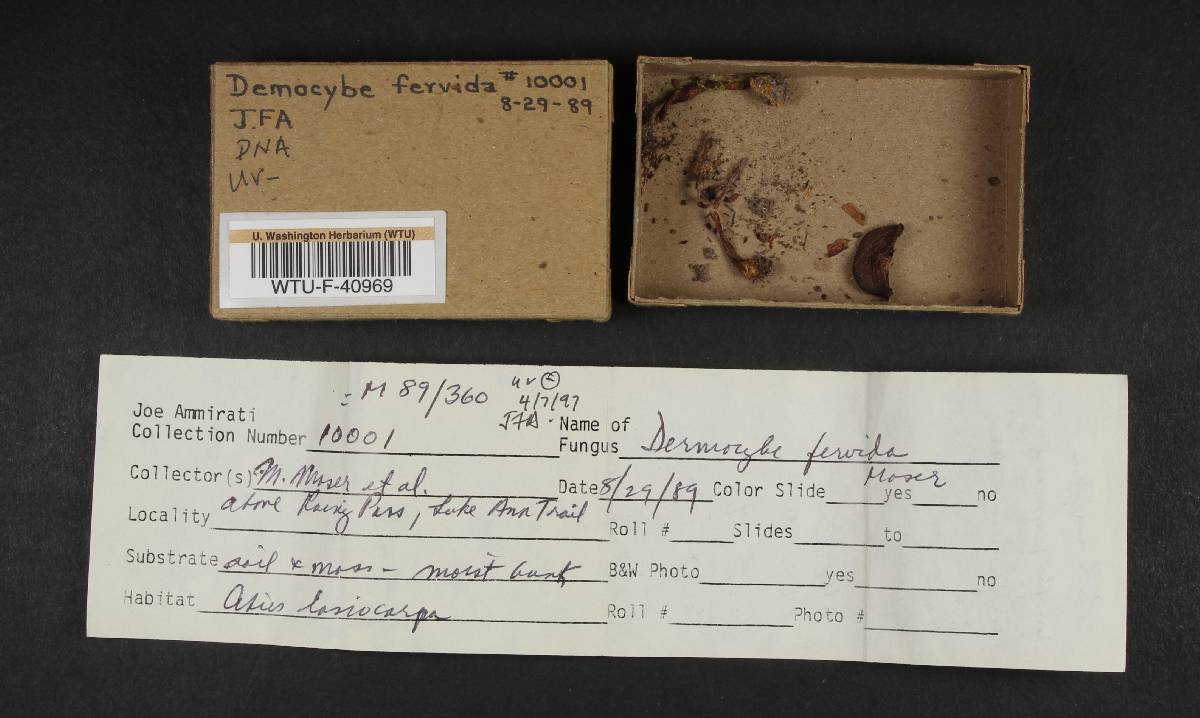 Democybe fervida # 10001
8-29-89
J.FA
DNA
UV-
U. Washington Herbarium (WTU)
WTU-F-40969
= M 89/360
uv (-)
4/7/97
JFA.
Joe Ammirati
Collection Number 10001
Name of
Fungus Dermocybe fervida
Moser
Collector(s) M. Moser et al.
Date 8/29/89 Color Slide yes no
Locality above Rainy Pass, Lake Ann Trail
Roll # Slides to
Substrate soil & moss - moist bank
B&W Photo yes no
Habitat Abies lasiocarpa
Roll # Photo #